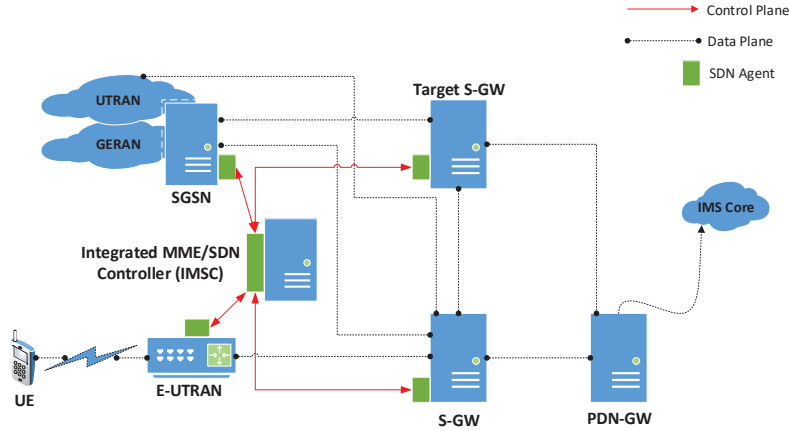 Control Plane
Data Plane
SDN Agent
UTRAN
GERAN
SGSN
Target S-GW
IMS Core
Integrated MME/SDN
Controller (IMSC)
UE
E-UTRAN
S-GW
PDN-GW